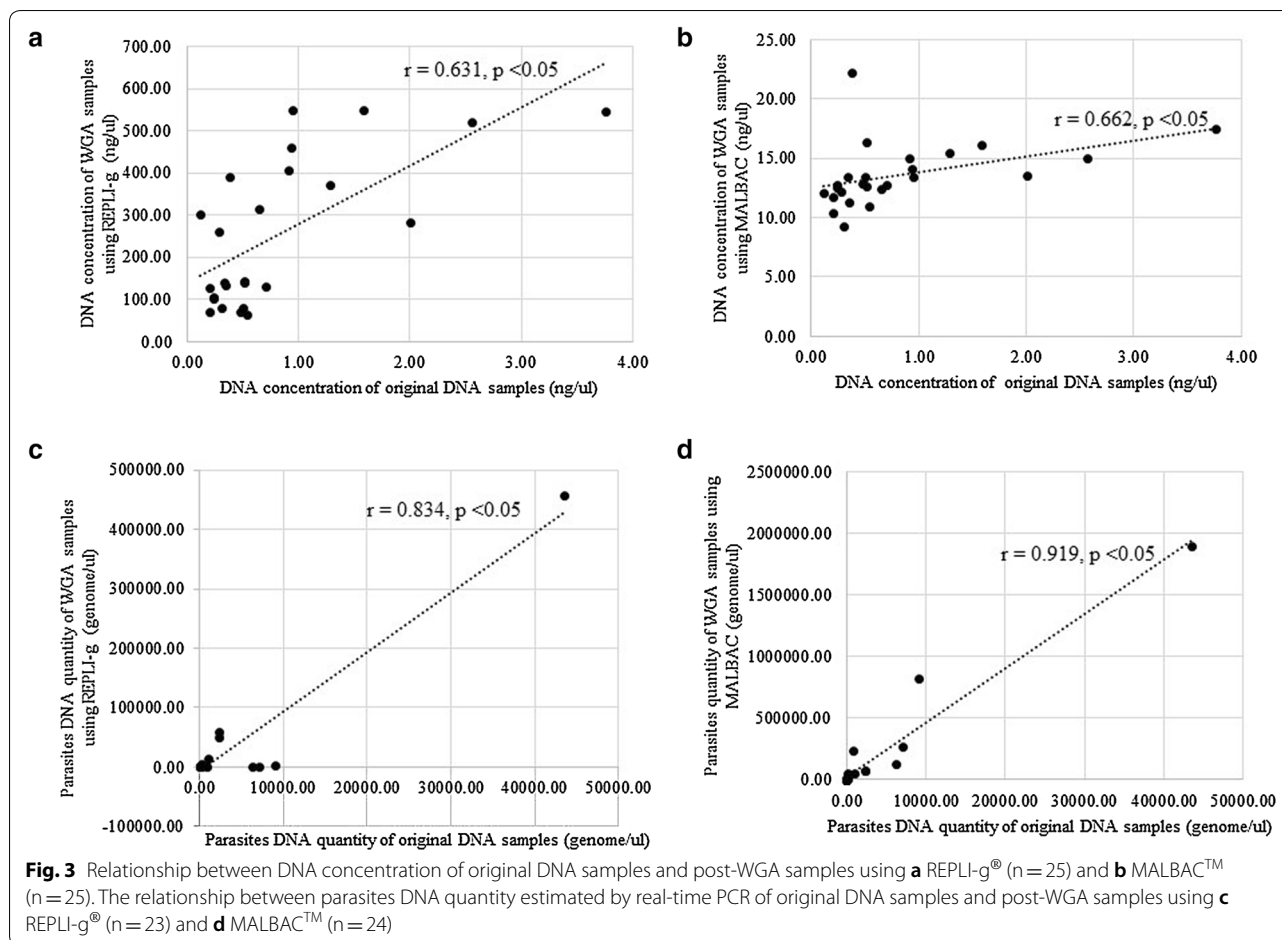 a
DNA concentration of WGA samples
using REPLI-g (ng/ul)
700.00
600.00
500.00
400.00
300.00
200.00
100.00
0.00
r = 0.631, p <0.05
0.00 1.00 2.00 3.00 4.00
DNA concentration of original DNA samples (ng/ul)
b
DNA concentration of WGA samples
using MALBAC (ng/ul)
25.00
20.00
15.00
10.00
5.00
0.00
r = 0.662, p <0.05
0.00 1.00 2.00 3.00 4.00
DNA concentration of original DNA samples (ng/ul)
c
Parasites DNA quantity of WGA samples
using REPLI-g (genome/ul)
500000.00
400000.00
300000.00
200000.00
100000.00
0.00
-100000.00
r = 0.834, p <0.05
0.00 10000.00 20000.00 30000.00 40000.00 50000.00
Parasites DNA quantity of original DNA samples (genome/ul)
d
Parasites quantity of WGA samples using
MALBAC (genome/ul)
2500000.00
2000000.00
1500000.00
1000000.00
500000.00
0.00
r = 0.919, p <0.05
0.00 10000.00 20000.00 30000.00 40000.00 50000.00
Parasites DNA quantity of original DNA samples (genome/ul)
Fig. 3 Relationship between DNA concentration of original DNA samples and post-WGA samples using a REPLI-g® (n = 25) and b MALBAC™
(n = 25). The relationship between parasites DNA quantity estimated by real-time PCR of original DNA samples and post-WGA samples using c
REPLI-g® (n = 23) and d MALBAC™ (n = 24)